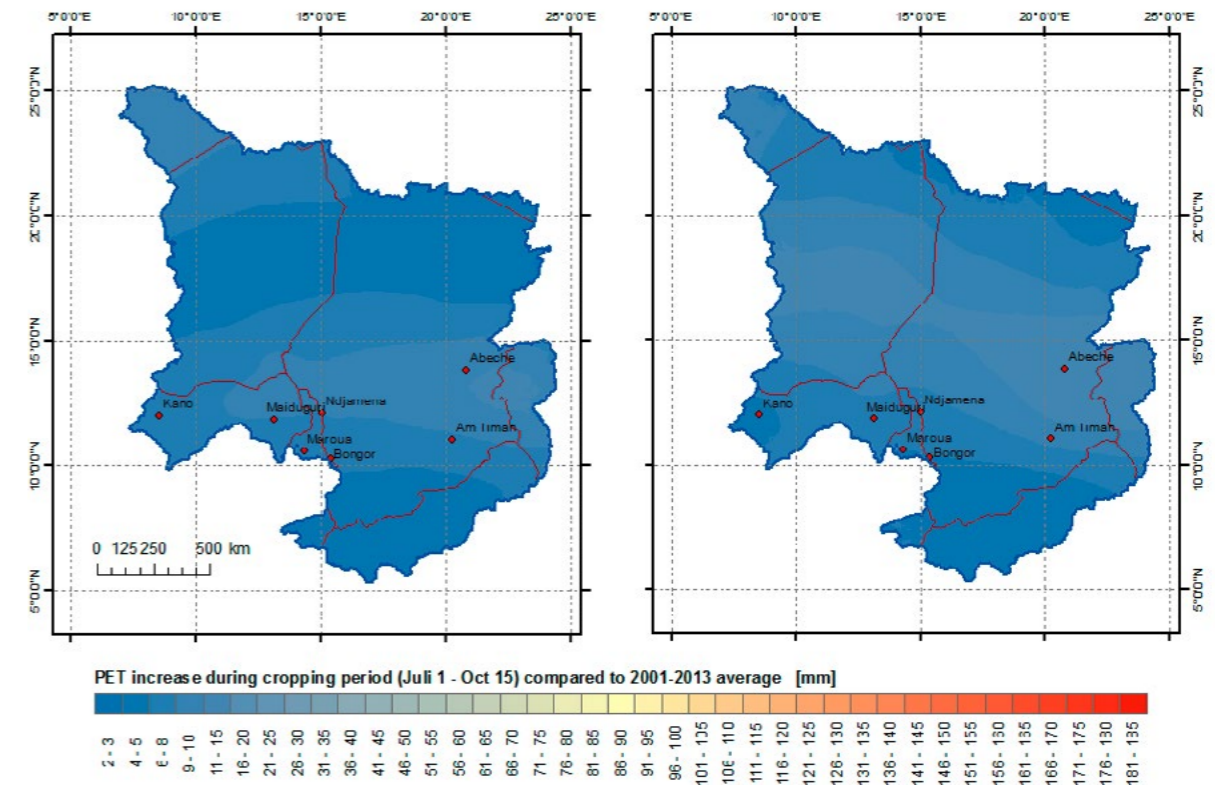 5°0'0"E 10°0'0"E 15°0'0"E 20°0'0"E 25°0'0"E 5°0'0"E 10°0'0"E 15°0'0"E 20°0'0"E 25°0'0"E
25°0'0"N 25°0'0"N
20°0'0"N 20°0'0"N
15°0'0"N 15°0'0"N
Abeche Abeche
Kano Maiduguri Ndjamena Kano Maiduguri Ndjamena
Am Timan Am Timan
Maroua Maroua
Bongor Bongor
10°0'0"N 10°0'0"N
0 125 250 500 km
5°0'0"N 5°0'0"N
PET increase during cropping period (Juli 1 - Oct 15) compared to 2001-2013 average [mm]
2 - 3
4 - 5
6 - 8
9 - 10
11 - 15
16 - 20
21 - 25
26 - 30
31 - 35
36 - 40
41 - 45
46 - 50
51 - 55
56 - 60
61 - 65
66 - 70
71 - 75
76 - 80
81 - 85
86 - 90
91 - 95
96 - 100
101 - 105
106 - 110
111 - 115
116 - 120
121 - 125
126 - 130
131 - 135
136 - 140
141 - 145
146 - 150
151 - 155
156 - 160
161 - 165
166 - 170
171 - 175
176 - 180
181 - 185